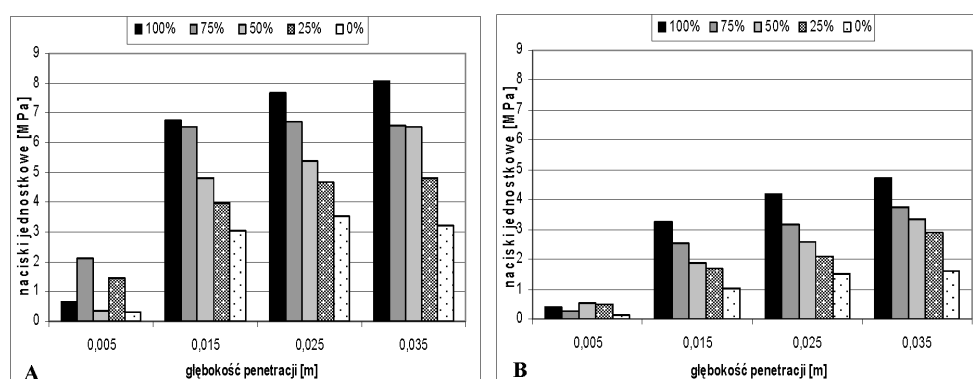 100% 75% 50% 25% 0%
9
8
7
6
5
4
3
2
1
0
naciski jednostkowe [MPa]
0,005 0,015 0,025 0,035
głębokość penetracji [m]
A
100% 75% 50% 25% 0%
9
8
7
6
5
4
3
2
1
0
naciski jednostkowe [MPa]
0,005 0,015 0,025 0,035
głębokość penetracji [m]
B